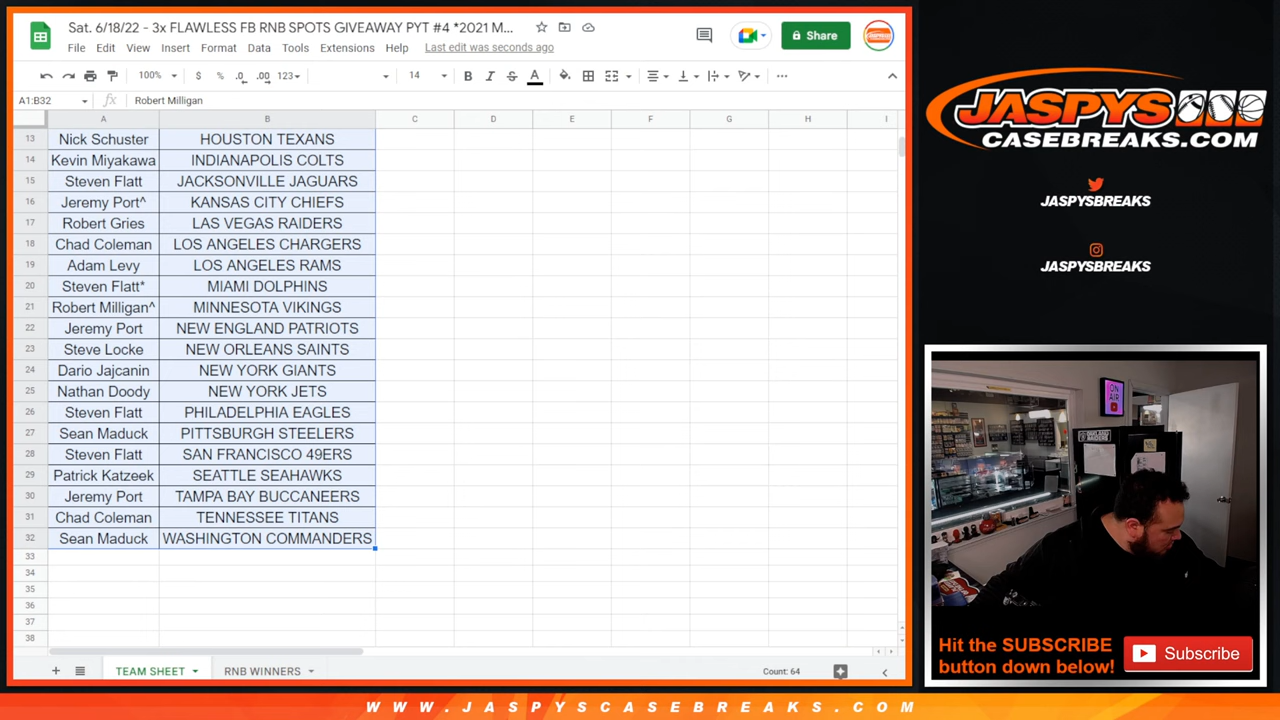 Sat. 6/18/22 - 3x FLAWLESS FB RNB SPOTS GIVEAWAY PYT #4 *2021 M...
File Edit View Insert Format Data Tools Extensions Help Last edit was seconds ago
Share
100% $ % .0 .00 123 14 B I S A
A1:B32 fx Robert Milligan
A B C D E F G H I
13 Nick Schuster HOUSTON TEXANS
14 Kevin Miyakawa INDIANAPOLIS COLTS
15 Steven Flatt JACKSONVILLE JAGUARS
16 Jeremy Port^ KANSAS CITY CHIEFS
17 Robert Gries LAS VEGAS RAIDERS
18 Chad Coleman LOS ANGELES CHARGERS
19 Adam Levy LOS ANGELES RAMS
20 Steven Flatt* MIAMI DOLPHINS
21 Robert Milligan^ MINNESOTA VIKINGS
22 Jeremy Port NEW ENGLAND PATRIOTS
23 Steve Locke NEW ORLEANS SAINTS
24 Dario Jajcanin NEW YORK GIANTS
25 Nathan Doody NEW YORK JETS
26 Steven Flatt PHILADELPHIA EAGLES
27 Sean Maduck PITTSBURGH STEELERS
28 Steven Flatt SAN FRANCISCO 49ERS
29 Patrick Katzeek SEATTLE SEAHAWKS
30 Jeremy Port TAMPA BAY BUCCANEERS
31 Chad Coleman TENNESSEE TITANS
32 Sean Maduck WASHINGTON COMMANDERS
33
34
35
36
37
38
TEAM SHEET RNB WINNERS Count: 64
JASPYS
CASEBREAKS.COM
JASPYSBREAKS
JASPYSBREAKS
ON
AIR
Hit the SUBSCRIBE
button down below!
Subscribe
WWW.JASPYSCASEBREAKS.COM